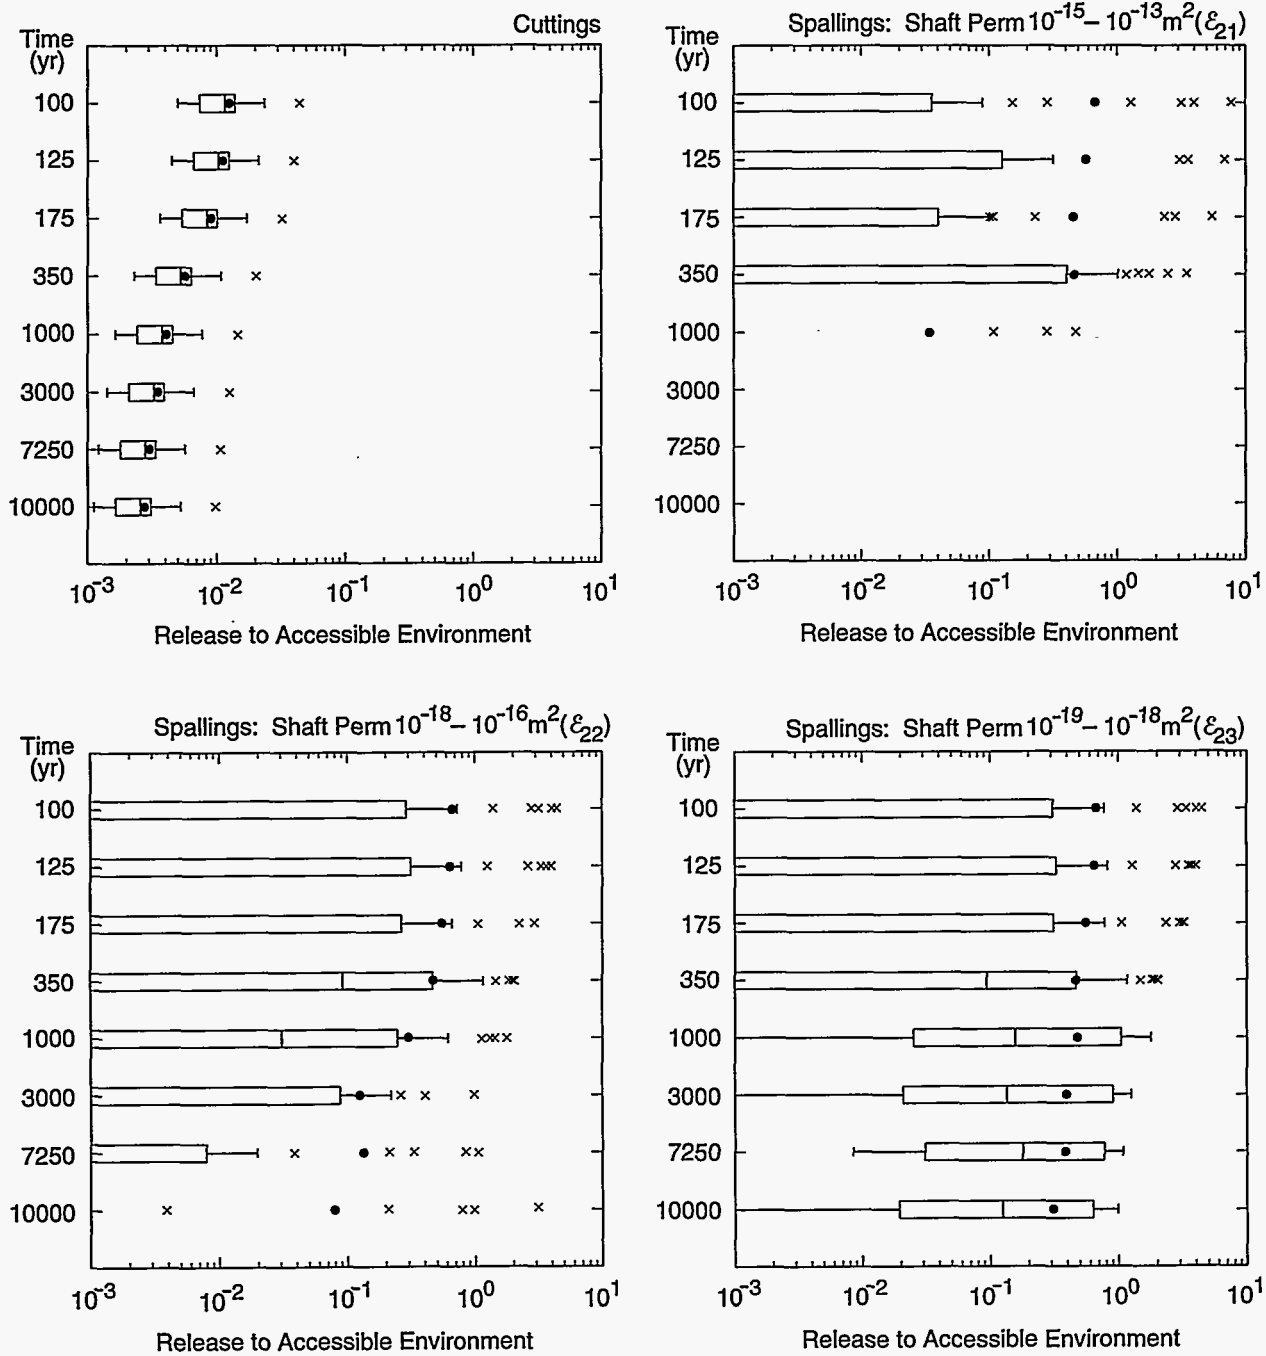 Cuttings
Time
(yr)
100
125
175
350
1000
3000
7250
10000
10⁻³ 10⁻² 10⁻¹ 10⁰ 10¹
Release to Accessible Environment
Spallings: Shaft Perm 10⁻¹⁵– 10⁻¹³m²(ℰ₂₁)
Time
(yr)
100
125
175
350
1000
3000
7250
10000
10⁻³ 10⁻² 10⁻¹ 10⁰ 10¹
Release to Accessible Environment
Spallings: Shaft Perm 10⁻¹⁸– 10⁻¹⁶m²(ℰ₂₂)
Time
(yr)
100
125
175
350
1000
3000
7250
10000
10⁻³ 10⁻² 10⁻¹ 10⁰ 10¹
Release to Accessible Environment
Spallings: Shaft Perm 10⁻¹⁹– 10⁻¹⁸m²(ℰ₂₃)
Time
(yr)
100
125
175
350
1000
3000
7250
10000
10⁻³ 10⁻² 10⁻¹ 10⁰ 10¹
Release to Accessible Environment